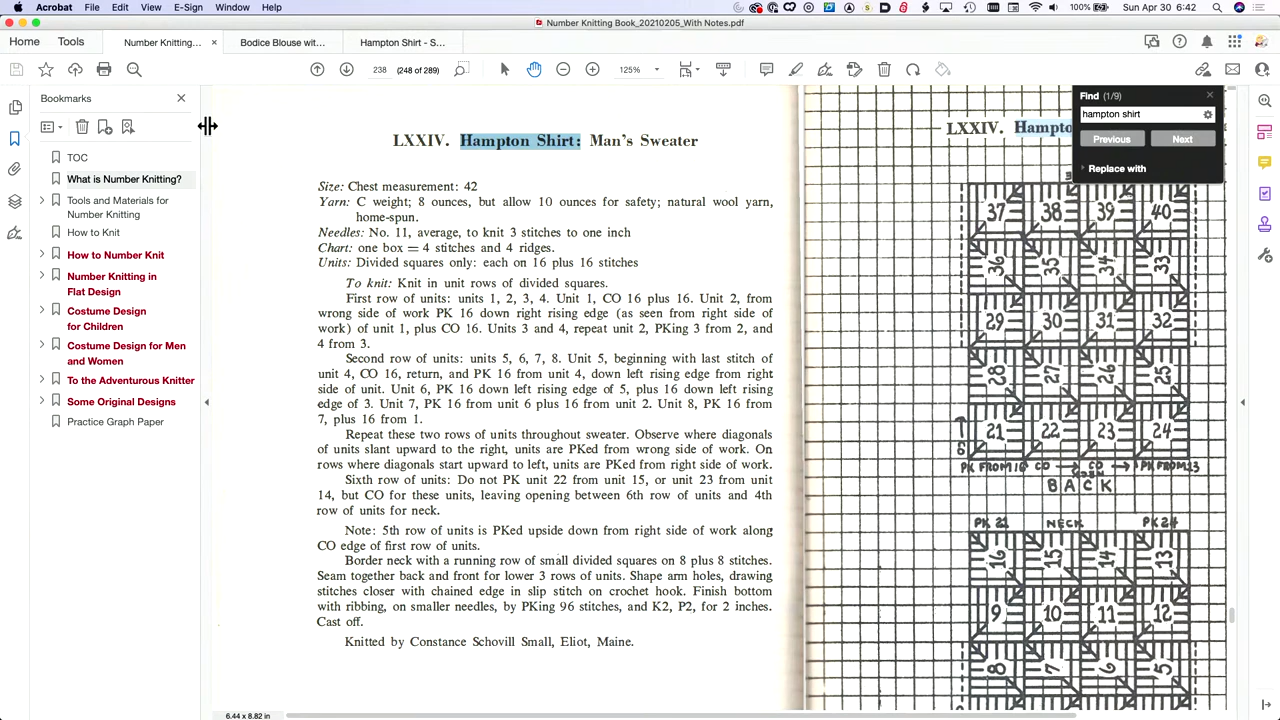 Acrobat File Edit View E-Sign Window Help
100% Sun Apr 30 6:42
Number Knitting Book_20210205_With Notes.pdf
Home Tools Number Knitting... × Bodice Blouse wit... Hampton Shirt - S...
238 (248 of 289) 125%
Bookmarks
TOC
What is Number Knitting?
Tools and Materials for
Number Knitting
How to Knit
How to Number Knit
Number Knitting in
Flat Design
Costume Design
for Children
Costume Design for Men
and Women
To the Adventurous Knitter
Some Original Designs
Practice Graph Paper
LXXIV. Hampton Shirt: Man's Sweater
Size: Chest measurement: 42
Yarn: C weight; 8 ounces, but allow 10 ounces for safety; natural wool yarn,
home-spun.
Needles: No. 11, average, to knit 3 stitches to one inch
Chart: one box = 4 stitches and 4 ridges.
Units: Divided squares only: each on 16 plus 16 stitches
To knit: Knit in unit rows of divided squares.
First row of units: units 1, 2, 3, 4. Unit 1, CO 16 plus 16. Unit 2, from
wrong side of work PK 16 down right rising edge (as seen from right side of
work) of unit 1, plus CO 16. Units 3 and 4, repeat unit 2, PKing 3 from 2, and
4 from 3.
Second row of units: units 5, 6, 7, 8. Unit 5, beginning with last stitch of
unit 4, CO 16, return, and PK 16 from unit 4, down left rising edge from right
side of unit. Unit 6, PK 16 down left rising edge of 5, plus 16 down left rising
edge of 3. Unit 7, PK 16 from unit 6 plus 16 from unit 2. Unit 8, PK 16 from
7, plus 16 from 1.
Repeat these two rows of units throughout sweater. Observe where diagonals
of units slant upward to the right, units are PKed from wrong side of work. On
rows where diagonals start upward to left, units are PKed from right side of work.
Sixth row of units: Do not PK unit 22 from unit 15, or unit 23 from unit
14, but CO for these units, leaving opening between 6th row of units and 4th
row of units for neck.
Note: 5th row of units is PKed upside down from right side of work along
CO edge of first row of units.
Border neck with a running row of small divided squares on 8 plus 8 stitches.
Seam together back and front for lower 3 rows of units. Shape arm holes, drawing
stitches closer with chained edge in slip stitch on crochet hook. Finish bottom
with ribbing, on smaller needles, by PKing 96 stitches, and K2, P2, for 2 inches.
Cast off.
Knitted by Constance Schovill Small, Eliot, Maine.
6.44 x 8.82 in
Find (1/9)
hampton shirt
Previous Next
Replace with
LXXIV. Hampto
37 38 39 40
36 35 34 33
29 30 31 32
28 27 26 25
21 22 23 24
PK FROM 16 CO CO PK FROM 13
BACK
PK 21 NECK PK 24
16 15 14 13
9 10 11 12
8 7 6 5